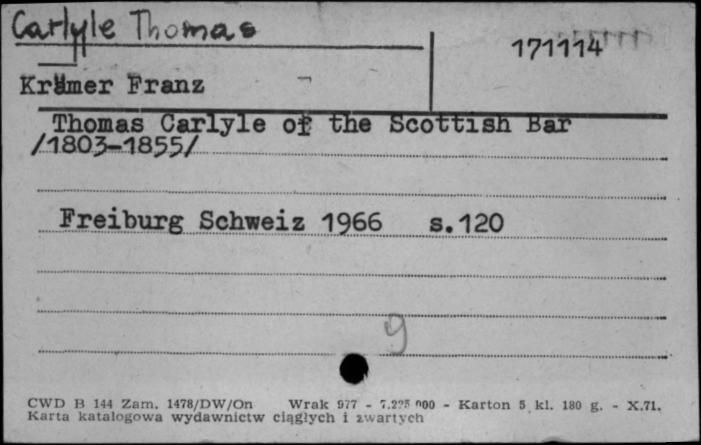 Carlyle Thomas
171114
Krämer Franz
Thomas Carlyle of the Scottish Bar
/1803-1855/
Freiburg Schweiz 1966 s.120
9
CWD B 144 Zam. 1478/DW/On Wrak 977 - 7.225 000 - Karton 5 kl. 180 g. - X.71.
Karta katalogowa wydawnictw ciągłych i zwartych